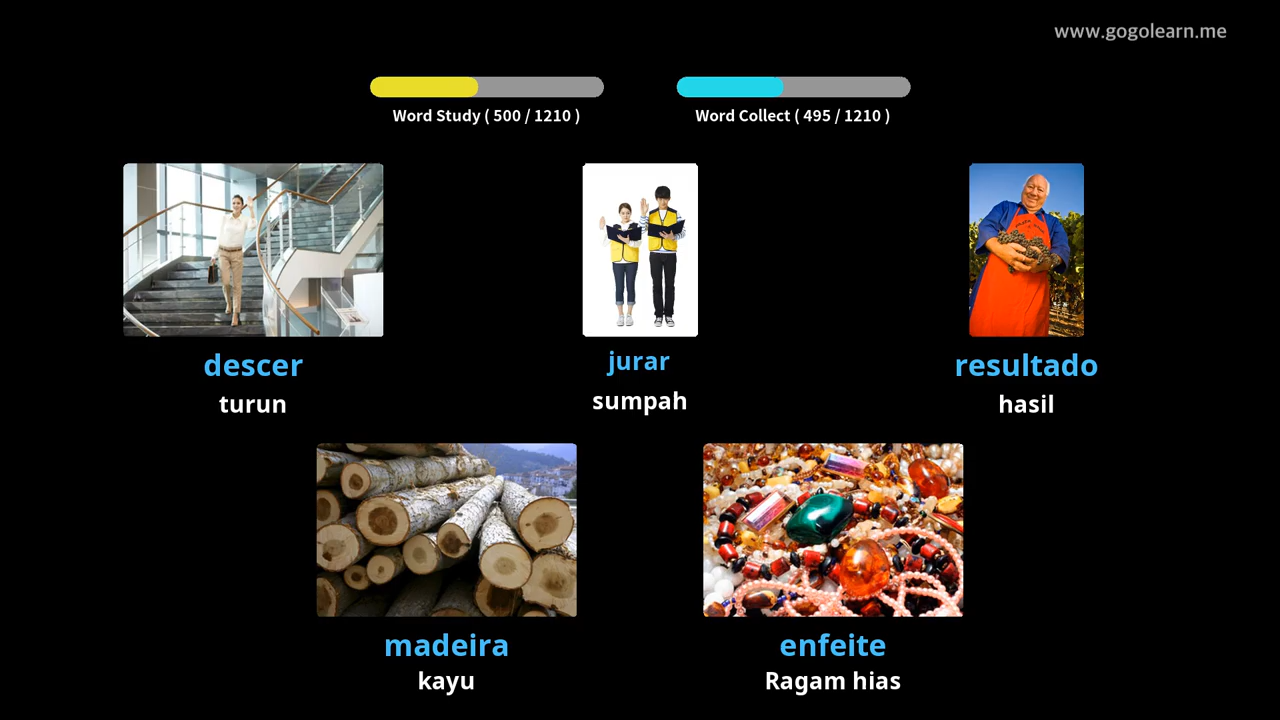 www.gogolearn.me
Word Study ( 500 / 1210 )
Word Collect ( 495 / 1210 )
descer
turun
jurar
sumpah
resultado
hasil
madeira
kayu
enfeite
Ragam hias